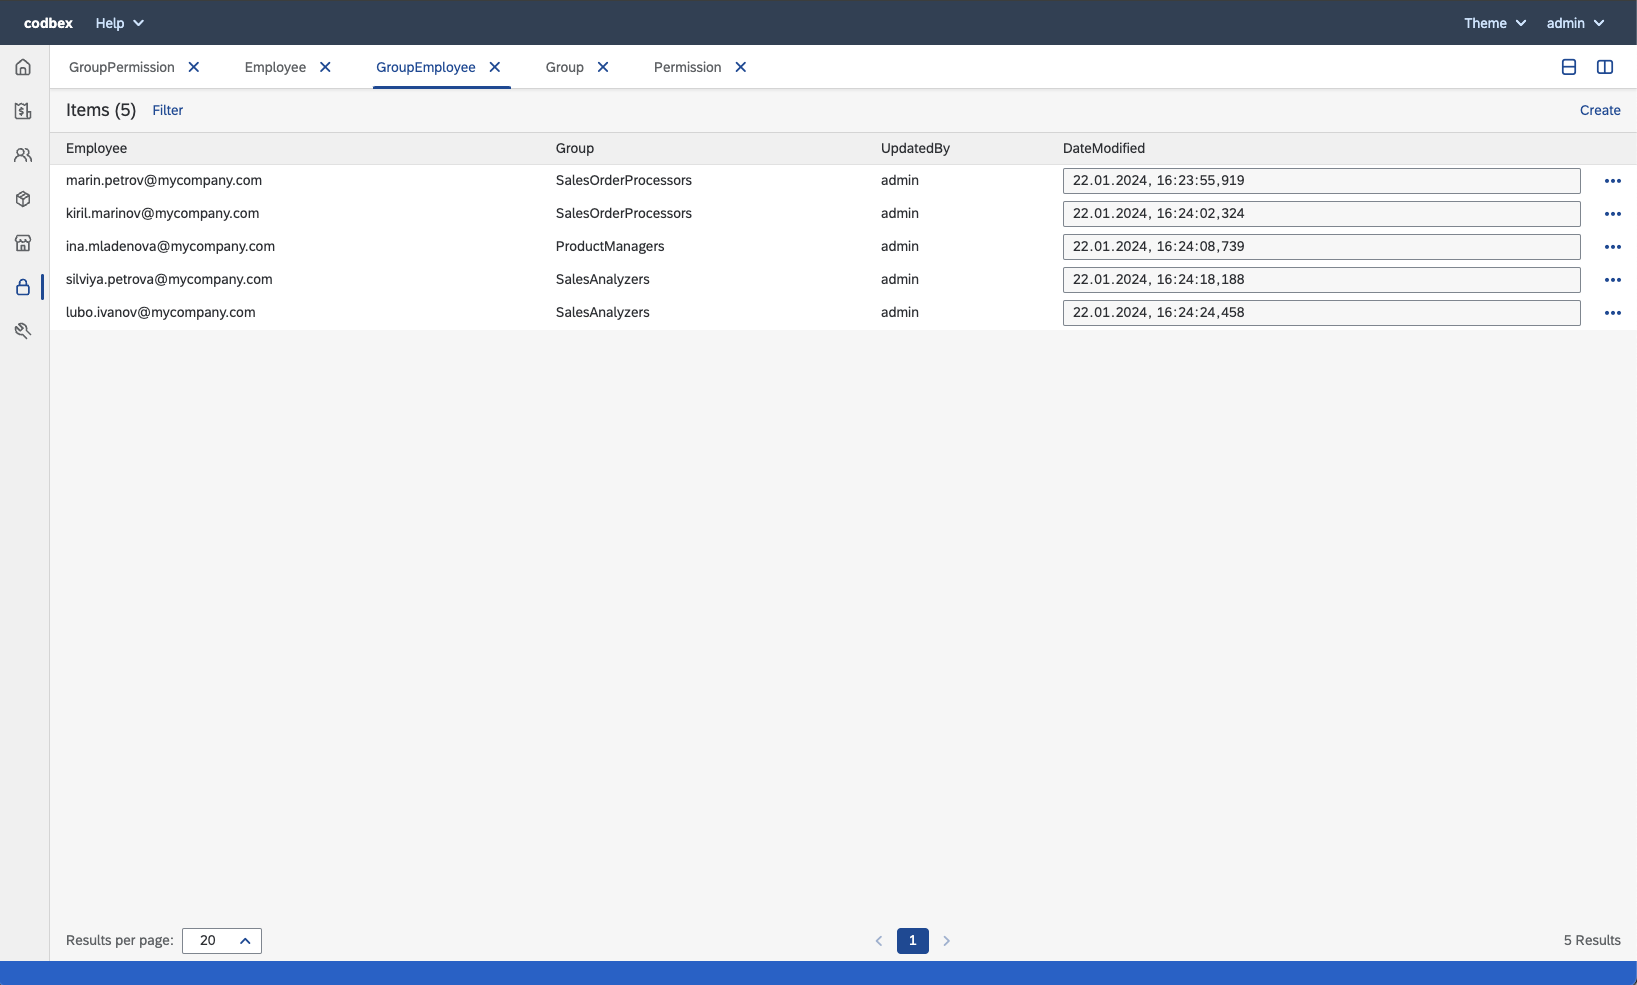 codbex Help Theme admin
GroupPermission Employee GroupEmployee Group Permission
Items (5) Filter Create
Employee Group UpdatedBy DateModified
marin.petrov@mycompany.com SalesOrderProcessors admin 22.01.2024, 16:23:55,919
kiril.marinov@mycompany.com SalesOrderProcessors admin 22.01.2024, 16:24:02,324
ina.mladenova@mycompany.com ProductManagers admin 22.01.2024, 16:24:08,739
silviya.petrova@mycompany.com SalesAnalyzers admin 22.01.2024, 16:24:18,188
lubo.ivanov@mycompany.com SalesAnalyzers admin 22.01.2024, 16:24:24,458
Results per page: 20 1 5 Results